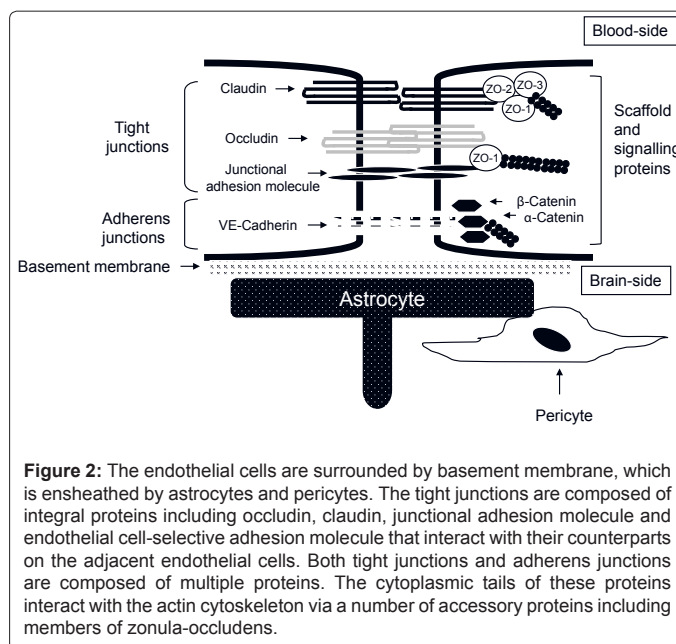 Blood-side
Claudin
ZO-2
ZO-3
ZO-1
Scaffold
and
signalling
proteins
Tight
junctions
Occludin
ZO-1
Junctional
adhesion molecule
β-Catenin
α-Catenin
Adherens
junctions
VE-Cadherin
Basement membrane
Brain-side
Astrocyte
Pericyte
Figure 2: The endothelial cells are surrounded by basement membrane, which
is ensheathed by astrocytes and pericytes. The tight junctions are composed of
integral proteins including occludin, claudin, junctional adhesion molecule and
endothelial cell-selective adhesion molecule that interact with their counterparts
on the adjacent endothelial cells. Both tight junctions and adherens junctions
are composed of multiple proteins. The cytoplasmic tails of these proteins
interact with the actin cytoskeleton via a number of accessory proteins including
members of zonula-occludens.